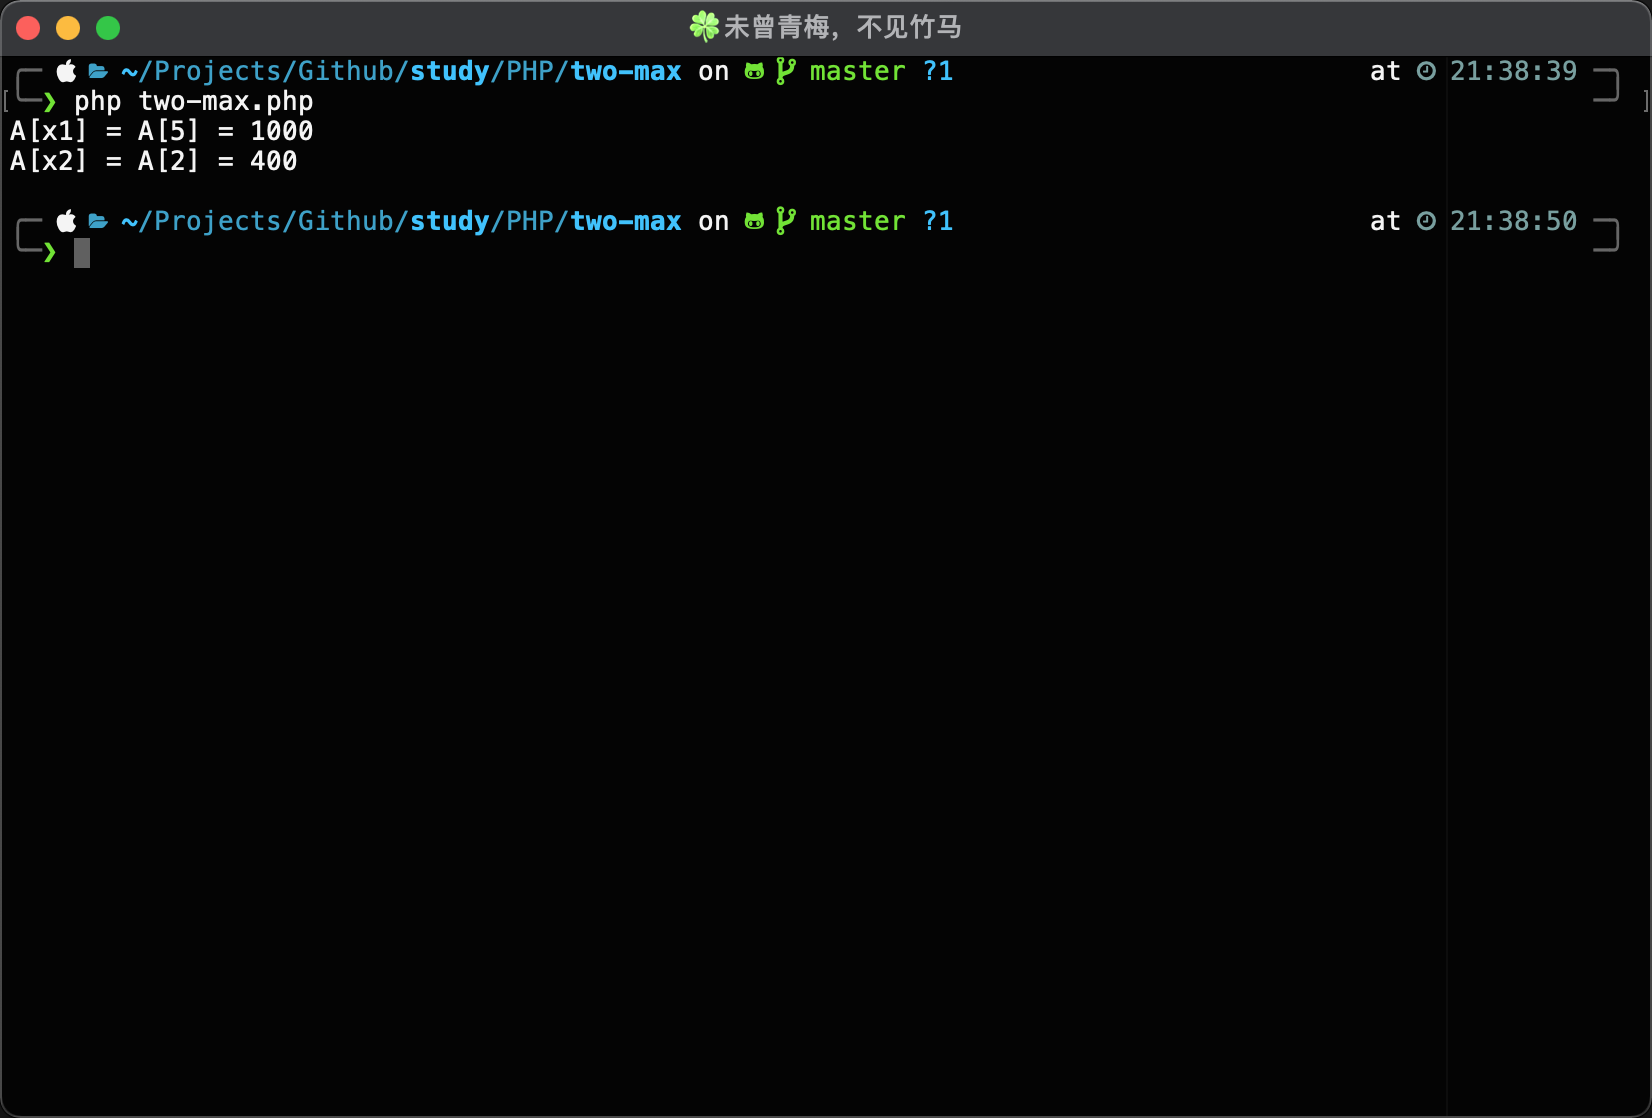 🍀未曾青梅，不见竹马
~/Projects/Github/study/PHP/two-max on master ?1 at 21:38:39
❯ php two-max.php
A[x1] = A[5] = 1000
A[x2] = A[2] = 400
~/Projects/Github/study/PHP/two-max on master ?1 at 21:38:50
❯